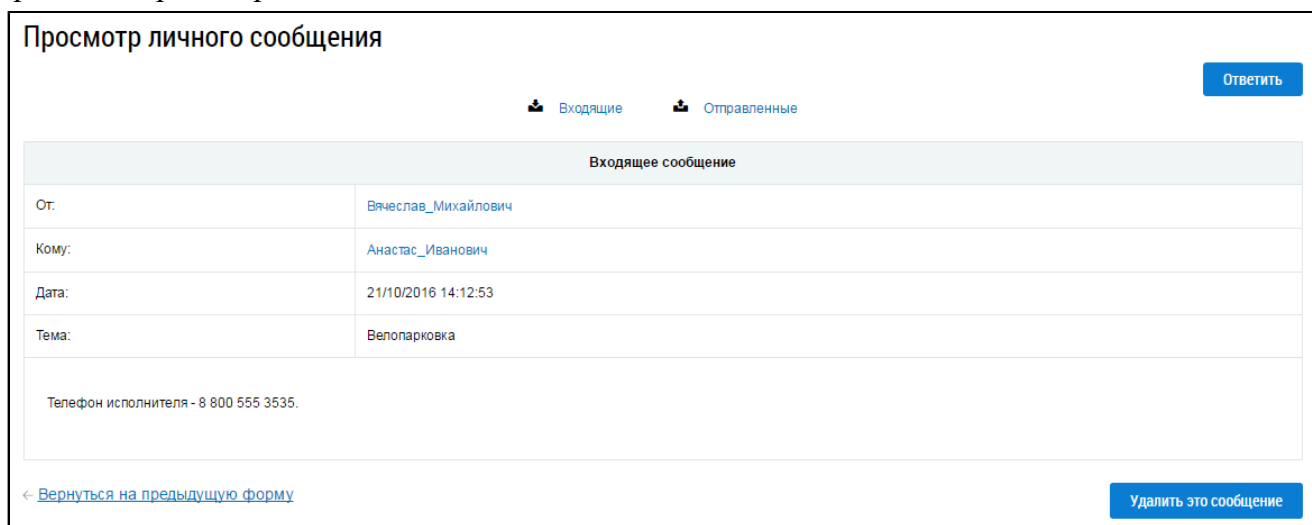 Просмотр личного сообщения
Ответить
Входящие Отправленные
Входящее сообщение
От: Вячеслав_Михайлович
Кому: Анастас_Иванович
Дата: 21/10/2016 14:12:53
Тема: Велопарковка
Телефон исполнителя - 8 800 555 3535.
← Вернуться на предыдущую форму
Удалить это сообщение